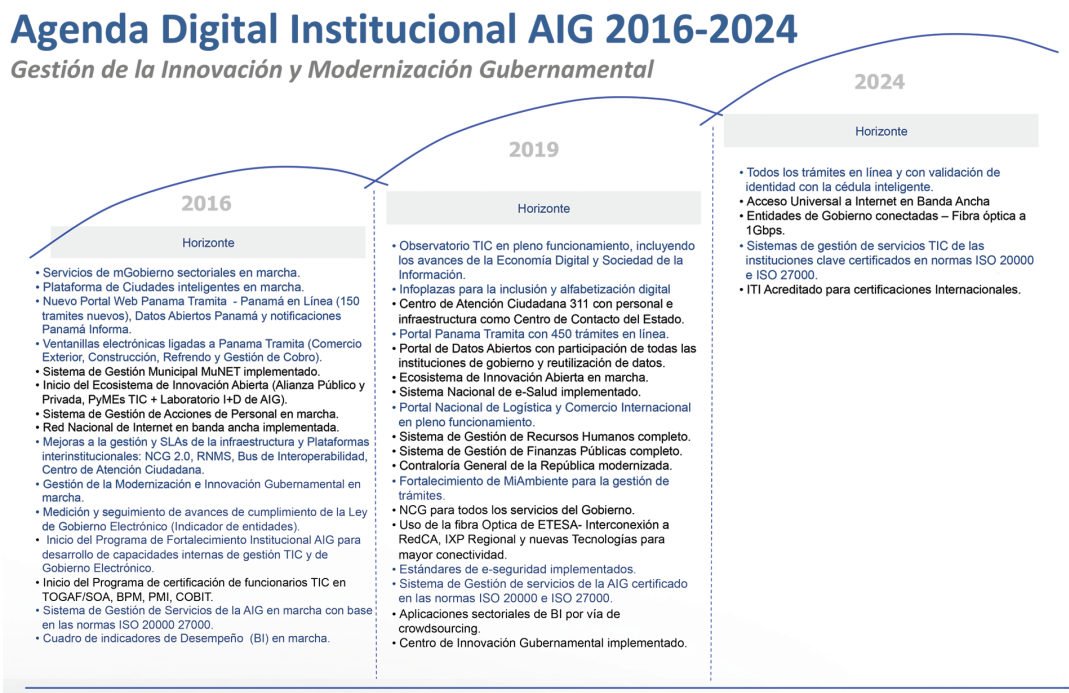 Agenda Digital Institucional AIG 2016-2024
Gestión de la Innovación y Modernización Gubernamental
2016
Horizonte
• Servicios de mGobierno sectoriales en marcha.
• Plataforma de Ciudades inteligentes en marcha.
• Nuevo Portal Web Panama Tramita - Panamá en Línea (150
tramites nuevos), Datos Abiertos Panamá y notificaciones
Panamá Informa.
• Ventanillas electrónicas ligadas a Panama Tramita (Comercio
Exterior, Construcción, Refrendo y Gestión de Cobro).
• Sistema de Gestión Municipal MuNET implementado.
• Inicio del Ecosistema de Innovación Abierta (Alianza Público y
Privada, PyMEs TIC + Laboratorio I+D de AIG).
• Sistema de Gestión de Acciones de Personal en marcha.
• Red Nacional de Internet en banda ancha implementada.
• Mejoras a la gestión y SLAs de la infraestructura y Plataformas
interinstitucionales: NCG 2.0, RNMS, Bus de Interoperabilidad,
Centro de Atención Ciudadana.
• Gestión de la Modernización e Innovación Gubernamental en
marcha.
• Medición y seguimiento de avances de cumplimiento de la Ley
de Gobierno Electrónico (Indicador de entidades).
• Inicio del Programa de Fortalecimiento Institucional AIG para
desarrollo de capacidades internas de gestión TIC y de
Gobierno Electrónico.
• Inicio del Programa de certificación de funcionarios TIC en
TOGAF/SOA, BPM, PMI, COBIT.
• Sistema de Gestión de Servicios de la AIG en marcha con base
en las normas ISO 20000 27000.
• Cuadro de indicadores de Desempeño (BI) en marcha.
2019
Horizonte
• Observatorio TIC en pleno funcionamiento, incluyendo
los avances de la Economía Digital y Sociedad de la
Información.
• Infoplazas para la inclusión y alfabetización digital
• Centro de Atención Ciudadana 311 con personal e
infraestructura como Centro de Contacto del Estado.
• Portal Panama Tramita con 450 trámites en línea.
• Portal de Datos Abiertos con participación de todas las
instituciones de gobierno y reutilización de datos.
• Ecosistema de Innovación Abierta en marcha.
• Sistema Nacional de e-Salud implementado.
• Portal Nacional de Logística y Comercio Internacional
en pleno funcionamiento.
• Sistema de Gestión de Recursos Humanos completo.
• Sistema de Gestión de Finanzas Públicas completo.
• Contraloría General de la República modernizada.
• Fortalecimiento de MiAmbiente para la gestión de
trámites.
• NCG para todos los servicios del Gobierno.
• Uso de la fibra Optica de ETESA- Interconexión a
RedCA, IXP Regional y nuevas Tecnologías para
mayor conectividad.
• Estándares de e-seguridad implementados.
• Sistema de Gestión de servicios de la AIG certificado
en las normas ISO 20000 e ISO 27000.
• Aplicaciones sectoriales de BI por vía de
crowdsourcing.
• Centro de Innovación Gubernamental implementado.
2024
Horizonte
• Todos los trámites en línea y con validación de
identidad con la cédula inteligente.
• Acceso Universal a Internet en Banda Ancha
• Entidades de Gobierno conectadas – Fibra óptica a
1Gbps.
• Sistemas de gestión de servicios TIC de las
instituciones clave certificados en normas ISO 20000
e ISO 27000.
• ITI Acreditado para certificaciones Internacionales.